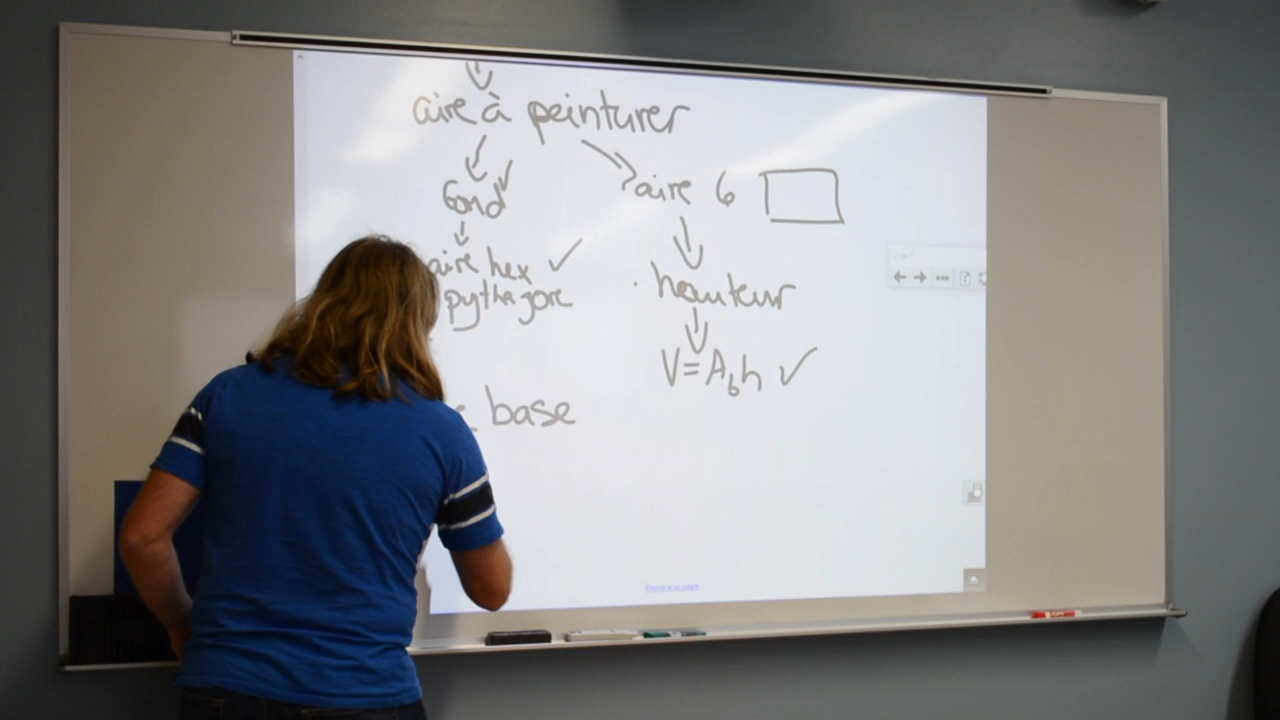 aire à peinturer
fond ✓
aire 6
aire hex ✓
pythagore
hauteur
V=Abh ✓
base